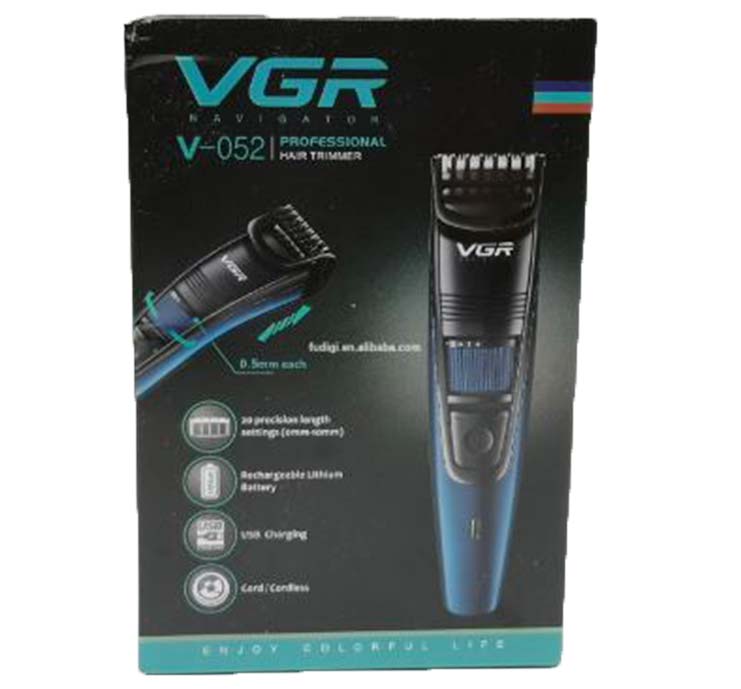 VGR
NAVIGATOR
V-052
PROFESSIONAL
HAIR TRIMMER
VGR
VGR
fudigi.en.alibaba.com
0.5mm each
20 precision length
settings (0mm-10mm)
Rechargeable Lithium
Battery
USB
USB Charging
Cord/Cordless
ENJOY COLORFUL LIFE